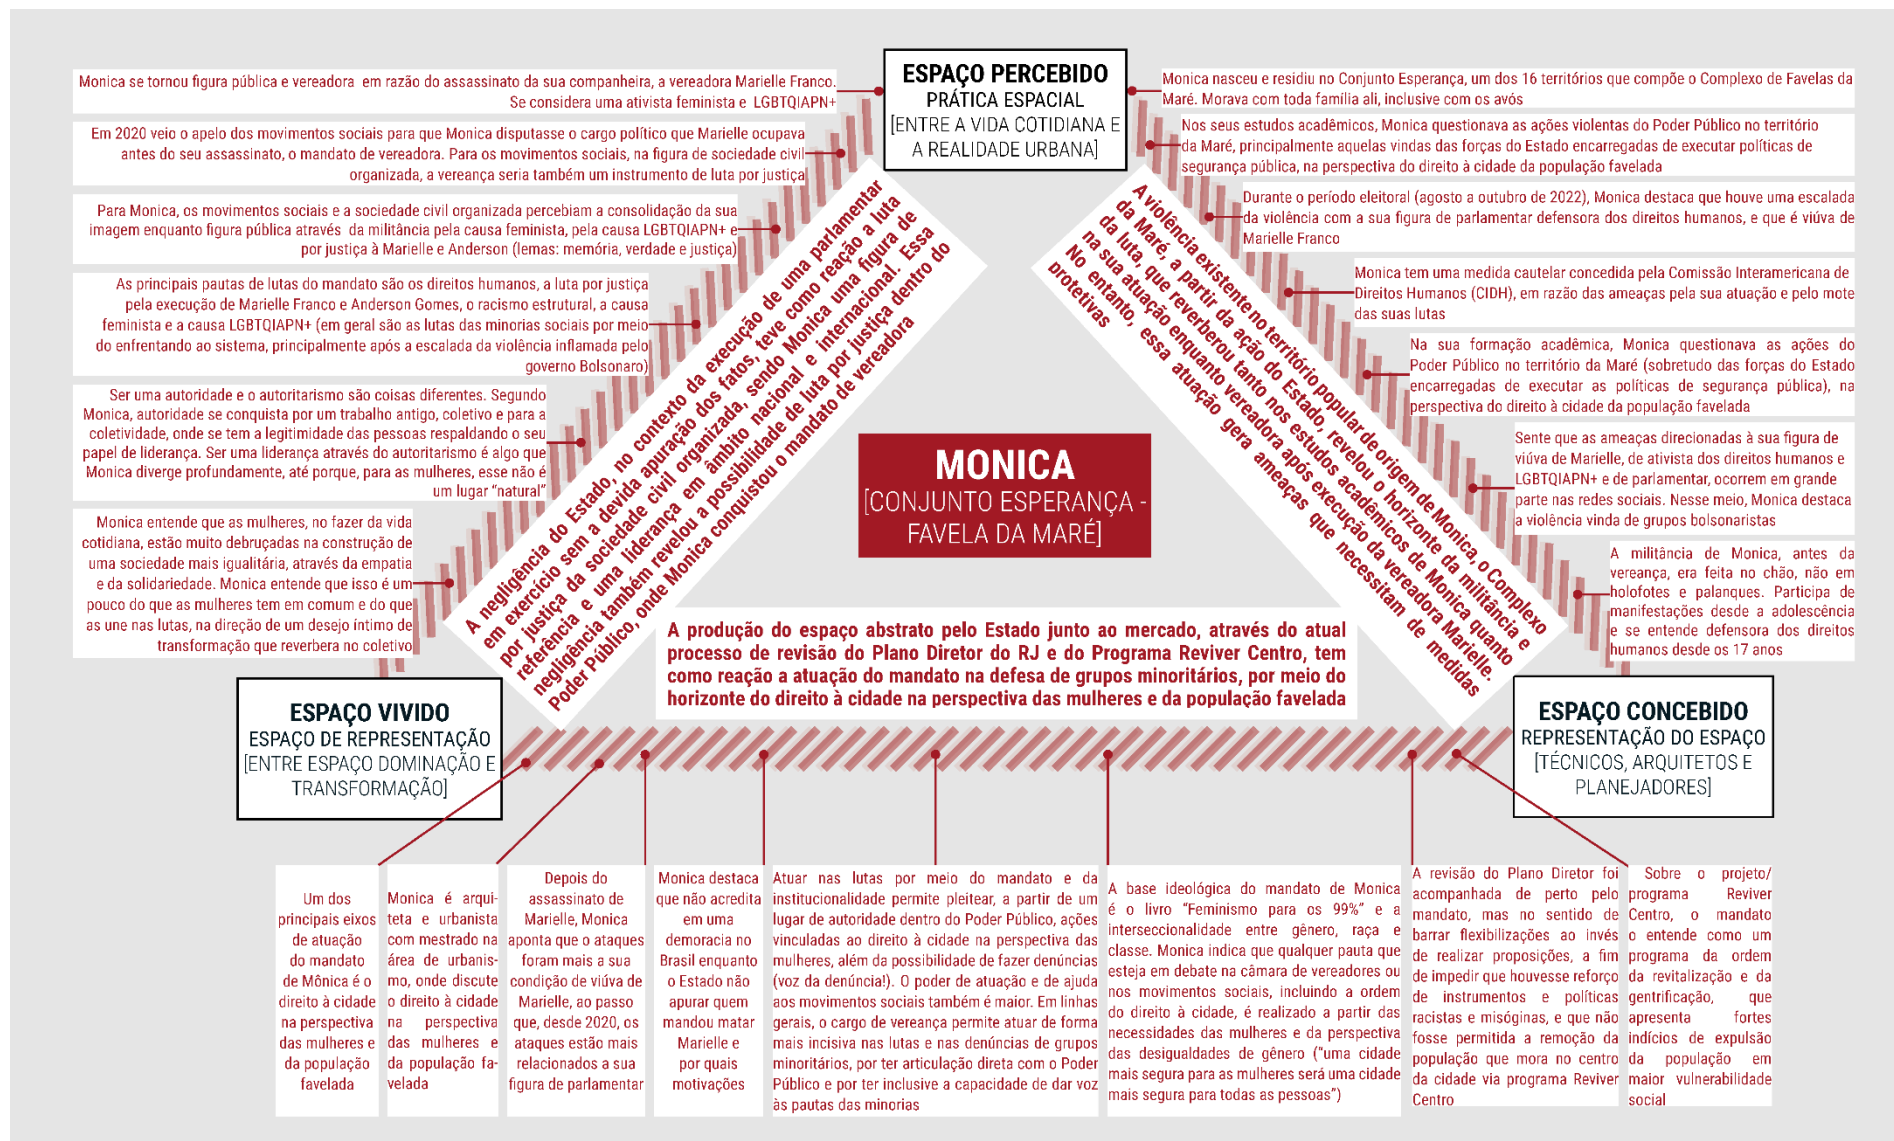 ESPAÇO PERCEBIDO
PRÁTICA ESPACIAL
[ENTRE A VIDA COTIDIANA E
A REALIDADE URBANA]
Monica se tornou figura pública e vereadora em razão do assassinato da sua companheira, a vereadora Marielle Franco.
Se considera uma ativista feminista e LGBTQIAPN+
Em 2020 veio o apelo dos movimentos sociais para que Monica disputasse o cargo político que Marielle ocupava
antes do seu assassinato, o mandato de vereadora. Para os movimentos sociais, na figura de sociedade civil
organizada, a vereança seria também um instrumento de luta por justiça
Para Monica, os movimentos sociais e a sociedade civil organizada percebiam a consolidação da sua
imagem enquanto figura pública através da militância pela causa feminista, pela causa LGBTQIAPN+ e
por justiça à Marielle e Anderson (lemas: memória, verdade e justiça)
As principais pautas de lutas do mandato são os direitos humanos, a luta por justiça
pela execução de Marielle Franco e Anderson Gomes, o racismo estrutural, a causa
feminista e a causa LGBTQIAPN+ (em geral são as lutas das minorias sociais por meio
do enfrentando ao sistema, principalmente após a escalada da violência inflamada pelo
governo Bolsonaro)
Ser uma autoridade e o autoritarismo são coisas diferentes. Segundo
Monica, autoridade se conquista por um trabalho antigo, coletivo e para a
coletividade, onde se tem a legitimidade das pessoas respaldando o seu
papel de liderança. Ser uma liderança através do autoritarismo é algo que
Monica diverge profundamente, até porque, para as mulheres, esse não é
um lugar “natural”
Monica entende que as mulheres, no fazer da vida
cotidiana, estão muito debruçadas na construção de
uma sociedade mais igualitária, através da empatia
e da solidariedade. Monica entende que isso é um
pouco do que as mulheres tem em comum e do que
as une nas lutas, na direção de um desejo íntimo de
transformação que reverbera no coletivo
A negligência do Estado, no contexto da execução de uma parlamentar
em exercício sem a devida apuração dos fatos, teve como reação a luta
por justiça da sociedade civil organizada, sendo Monica uma figura de
referência e uma liderança em âmbito nacional e internacional. Essa
negligência também revelou a possibilidade de luta por justiça dentro do
Poder Público, onde Monica conquistou o mandato de vereadora
Monica nasceu e residiu no Conjunto Esperança, um dos 16 territórios que compõe o Complexo de Favelas da
Maré. Morava com toda família ali, inclusive com os avós
Nos seus estudos acadêmicos, Monica questionava as ações violentas do Poder Público no território
da Maré, principalmente aquelas vindas das forças do Estado encarregadas de executar políticas de
segurança pública, na perspectiva do direito à cidade da população favelada
Durante o período eleitoral (agosto a outubro de 2022), Monica destaca que houve uma escalada
da violência com a sua figura de parlamentar defensora dos direitos humanos, e que é viúva de
Marielle Franco
Monica tem uma medida cautelar concedida pela Comissão Interamericana de
Direitos Humanos (CIDH), em razão das ameaças pela sua atuação e pelo mote
das suas lutas
Na sua formação acadêmica, Monica questionava as ações do
Poder Público no território da Maré (sobretudo das forças do Estado
encarregadas de executar as políticas de segurança pública), na
perspectiva do direito à cidade da população favelada
Sente que as ameaças direcionadas à sua figura de
viúva de Marielle, de ativista dos direitos humanos e
LGBTQIAPN+ e de parlamentar, ocorrem em grande
parte nas redes sociais. Nesse meio, Monica destaca
a violência vinda de grupos bolsonaristas
A militância de Monica, antes da
vereança, era feita no chão, não em
holofotes e palanques. Participa de
manifestações desde a adolescência
e se entende defensora dos direitos
humanos desde os 17 anos
A violência existente no território popular de origem de Monica, o Complexo
da Maré, a partir da ação do Estado, revelou o horizonte da militância e
da luta, que reverberou tanto nos estudos acadêmicos de Monica quanto
na sua atuação enquanto vereadora após execução da vereadora Marielle.
No entanto, essa atuação gera ameaças que necessitam de medidas
protetivas
MONICA
[CONJUNTO ESPERANÇA -
FAVELA DA MARÉ]
A produção do espaço abstrato pelo Estado junto ao mercado, através do atual
processo de revisão do Plano Diretor do RJ e do Programa Reviver Centro, tem
como reação a atuação do mandato na defesa de grupos minoritários, por meio do
horizonte do direito à cidade na perspectiva das mulheres e da população favelada
ESPAÇO VIVIDO
ESPAÇO DE REPRESENTAÇÃO
[ENTRE ESPAÇO DOMINAÇÃO E
TRANSFORMAÇÃO]
ESPAÇO CONCEBIDO
REPRESENTAÇÃO DO ESPAÇO
[TÉCNICOS, ARQUITETOS E
PLANEJADORES]
Um dos
principais eixos
de atuação
do mandato
de Mônica é o
direito à cidade
na perspectiva
das mulheres e
da população
favelada
Monica é arqui-
teta e urbanista
com mestrado na
área de urbanis-
mo, onde discute
o direito à cidade
na perspectiva
das mulheres e
da população fa-
velada
Depois do
assassinato de
Marielle, Monica
aponta que o ataques
foram mais a sua
condição de viúva de
Marielle, ao passo
que, desde 2020, os
ataques estão mais
relacionados a sua
figura de parlamentar
Monica destaca
que não acredita
em uma
demoracia no
Brasil enquanto
o Estado não
apurar quem
mandou matar
Marielle e
por quais
motivações
Atuar nas lutas por meio do mandato e da
institucionalidade permite pleitear, a partir de um
lugar de autoridade dentro do Poder Público, ações
vinculadas ao direito à cidade na perspectiva das
mulheres, além da possibilidade de fazer denúncias
(voz da denúncia!). O poder de atuação e de ajuda
aos movimentos sociais também é maior. Em linhas
gerais, o cargo de vereança permite atuar de forma
mais incisiva nas lutas e nas denúncias de grupos
minoritários, por ter articulação direta com o Poder
Público e por ter inclusive a capacidade de dar voz
às pautas das minorias
A base ideológica do mandato de Monica
é o livro “Feminismo para os 99%” e a
interseccionalidade entre gênero, raça e
classe. Monica indica que qualquer pauta que
esteja em debate na câmara de vereadores ou
nos movimentos sociais, incluindo a ordem
do direito à cidade, é realizado a partir das
necessidades das mulheres e da perspectiva
das desigualdades de gênero (“uma cidade
mais segura para as mulheres será uma cidade
mais segura para todas as pessoas”)
A revisão do Plano Diretor foi
acompanhada de perto pelo
mandato, mas no sentido de
barrar flexibilizações ao invés
de realizar proposições, a fim
de impedir que houvesse reforço
de instrumentos e políticas
racistas e misóginas, e que não
fosse permitida a remoção da
população que mora no centro
da cidade via programa Reviver
Centro
Sobre o projeto/
programa Reviver
Centro, o mandato
o entende como um
programa da ordem
da revitalização e da
gentrificação, que
apresenta fortes
indícios de expulsão
da população em
maior vulnerabilidade
social